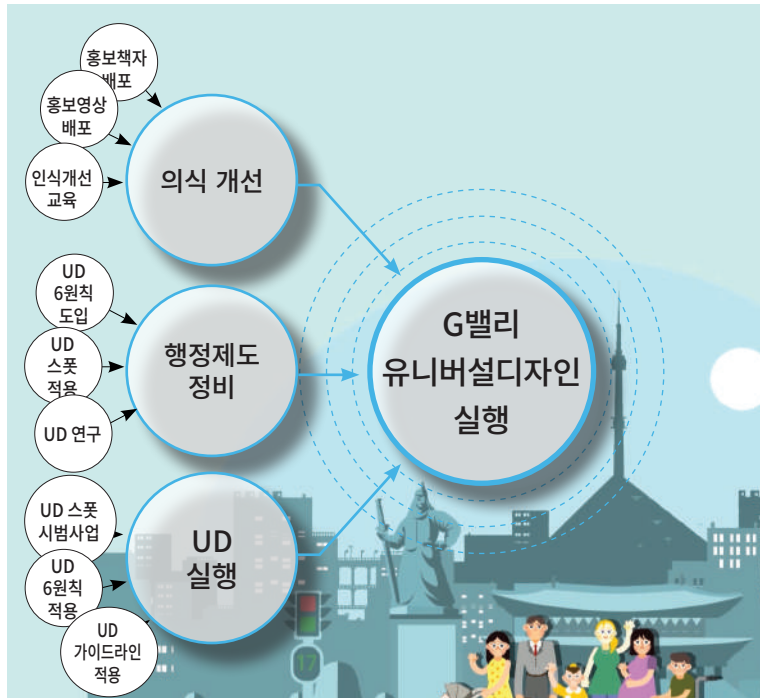 홍보책자
배포
홍보영상
배포
인식개선
교육
의식 개선
UD
6원칙
도입
UD
스폿
적용
UD 연구
행정제도
정비
UD 스폿
시범사업
UD
6원칙
적용
UD
가이드라인
적용
UD
실행
G밸리
유니버설디자인
실행
17